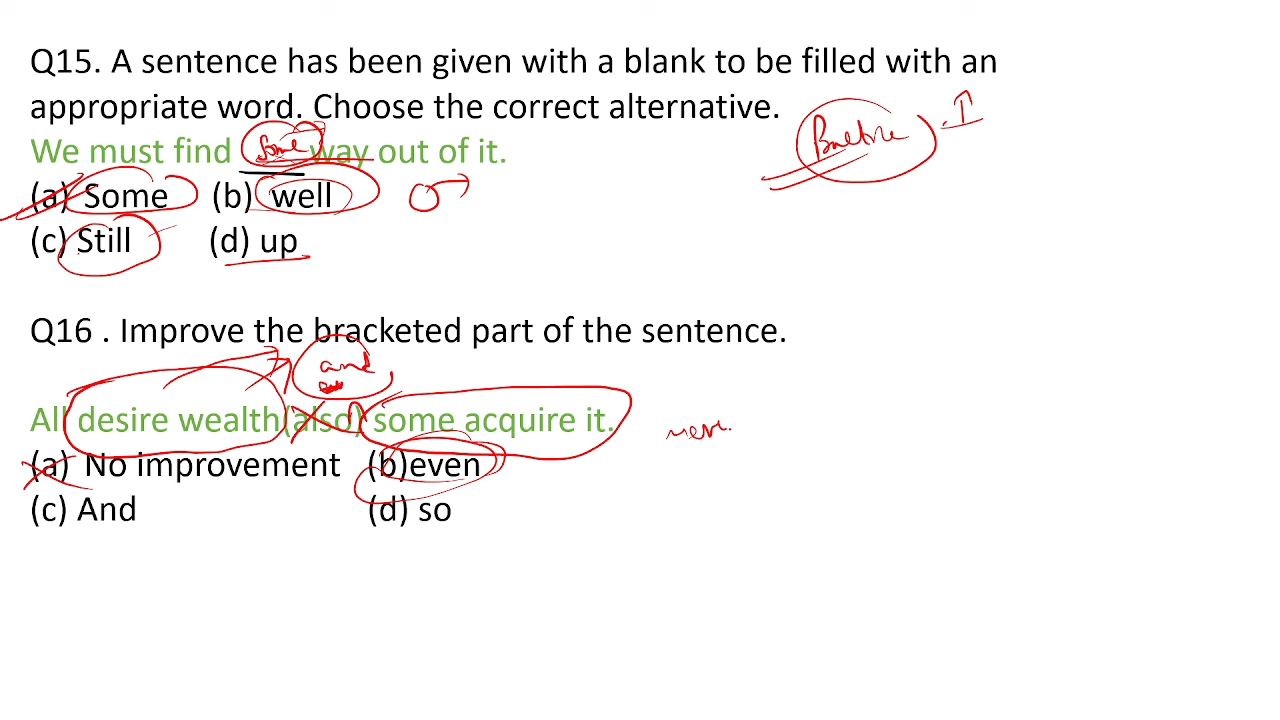 Q15. A sentence has been given with a blank to be filled with an
appropriate word. Choose the correct alternative.
We must find some way out of it.
(a) Some (b) well
(c) Still (d) up
Q16 . Improve the bracketed part of the sentence.
and
All desire wealth(also) some acquire it.
(a) No improvement (b)even
(c) And (d) so